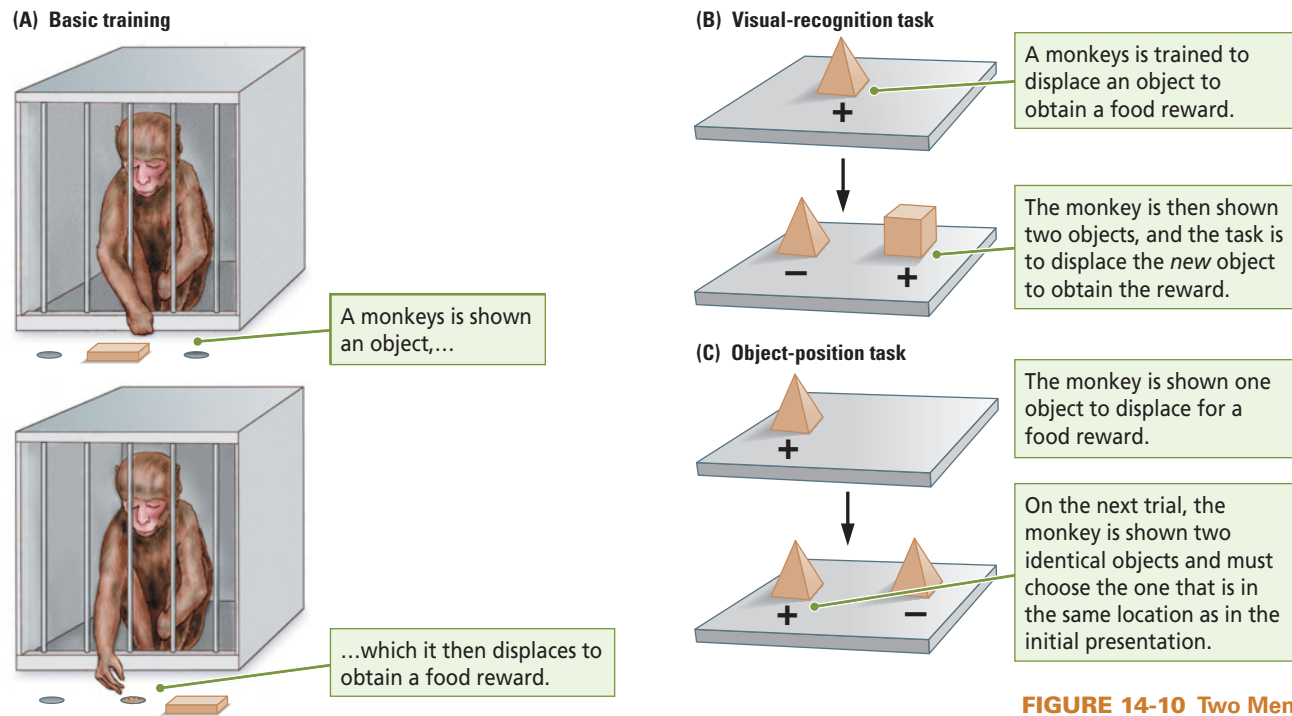 (A) Basic training
A monkeys is shown
an object,...
...which it then displaces to
obtain a food reward.
(B) Visual-recognition task
A monkeys is trained to
displace an object to
obtain a food reward.
+
The monkey is then shown
two objects, and the task is
to displace the new object
to obtain the reward.
– +
(C) Object-position task
The monkey is shown one
object to displace for a
food reward.
+
On the next trial, the
monkey is shown two
identical objects and must
choose the one that is in
the same location as in the
initial presentation.
+ –
FIGURE 14-10 Two